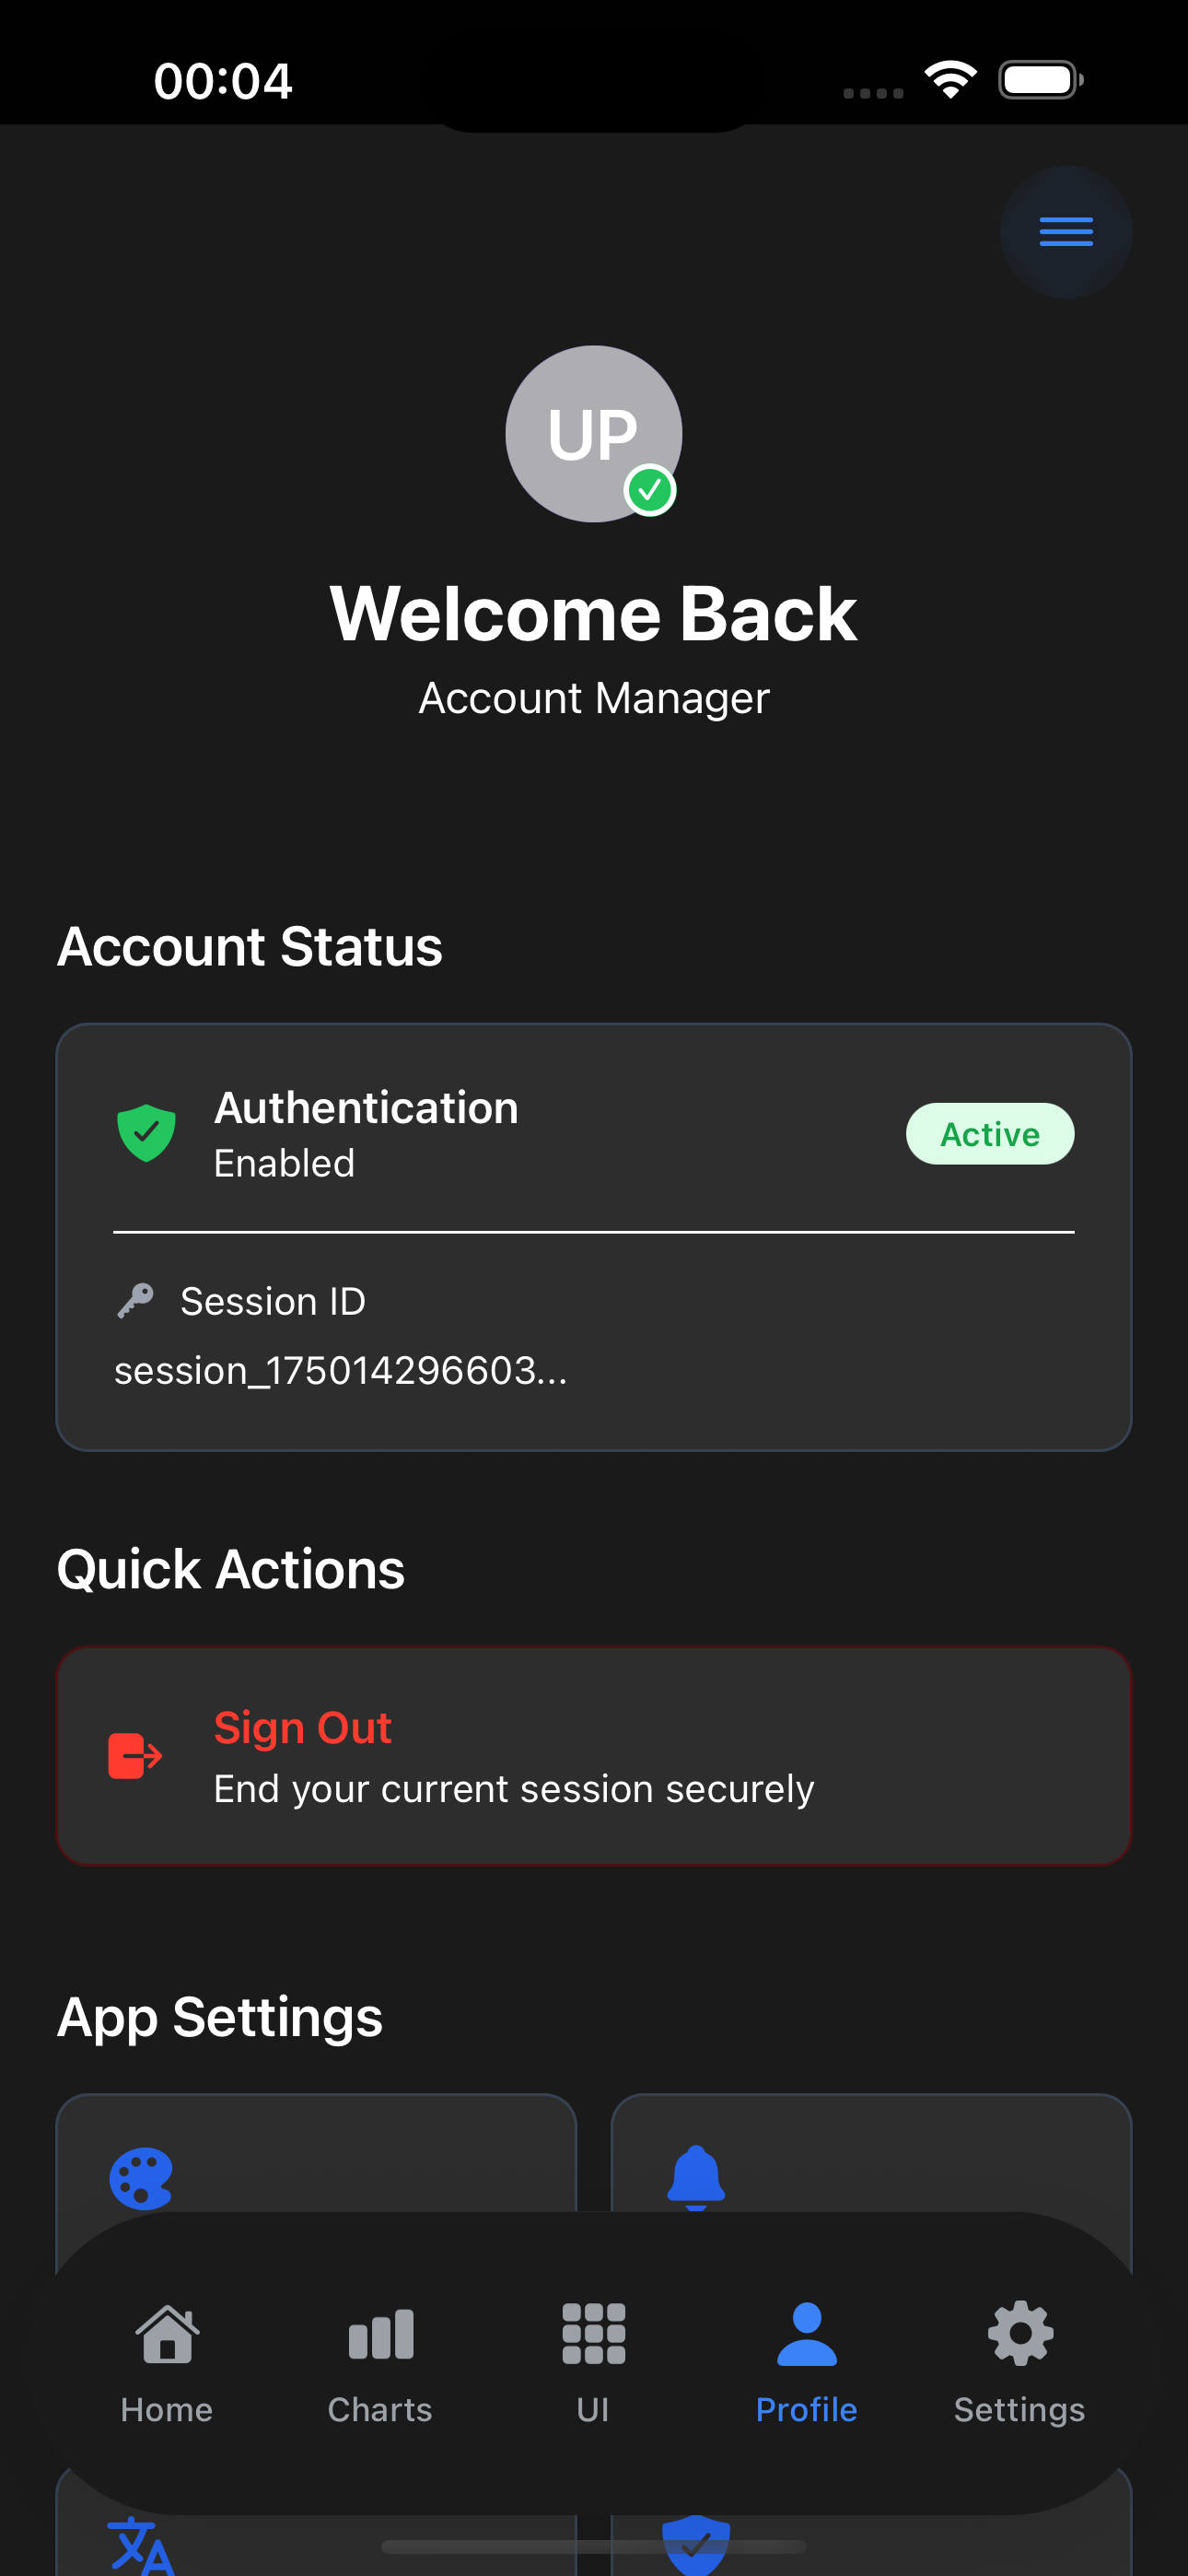 00:04
UP
Welcome Back
Account Manager
Account Status
Authentication
Enabled
Active
Session ID
session_175014296603...
Quick Actions
Sign Out
End your current session securely
App Settings
Home
Charts
UI
Profile
Settings